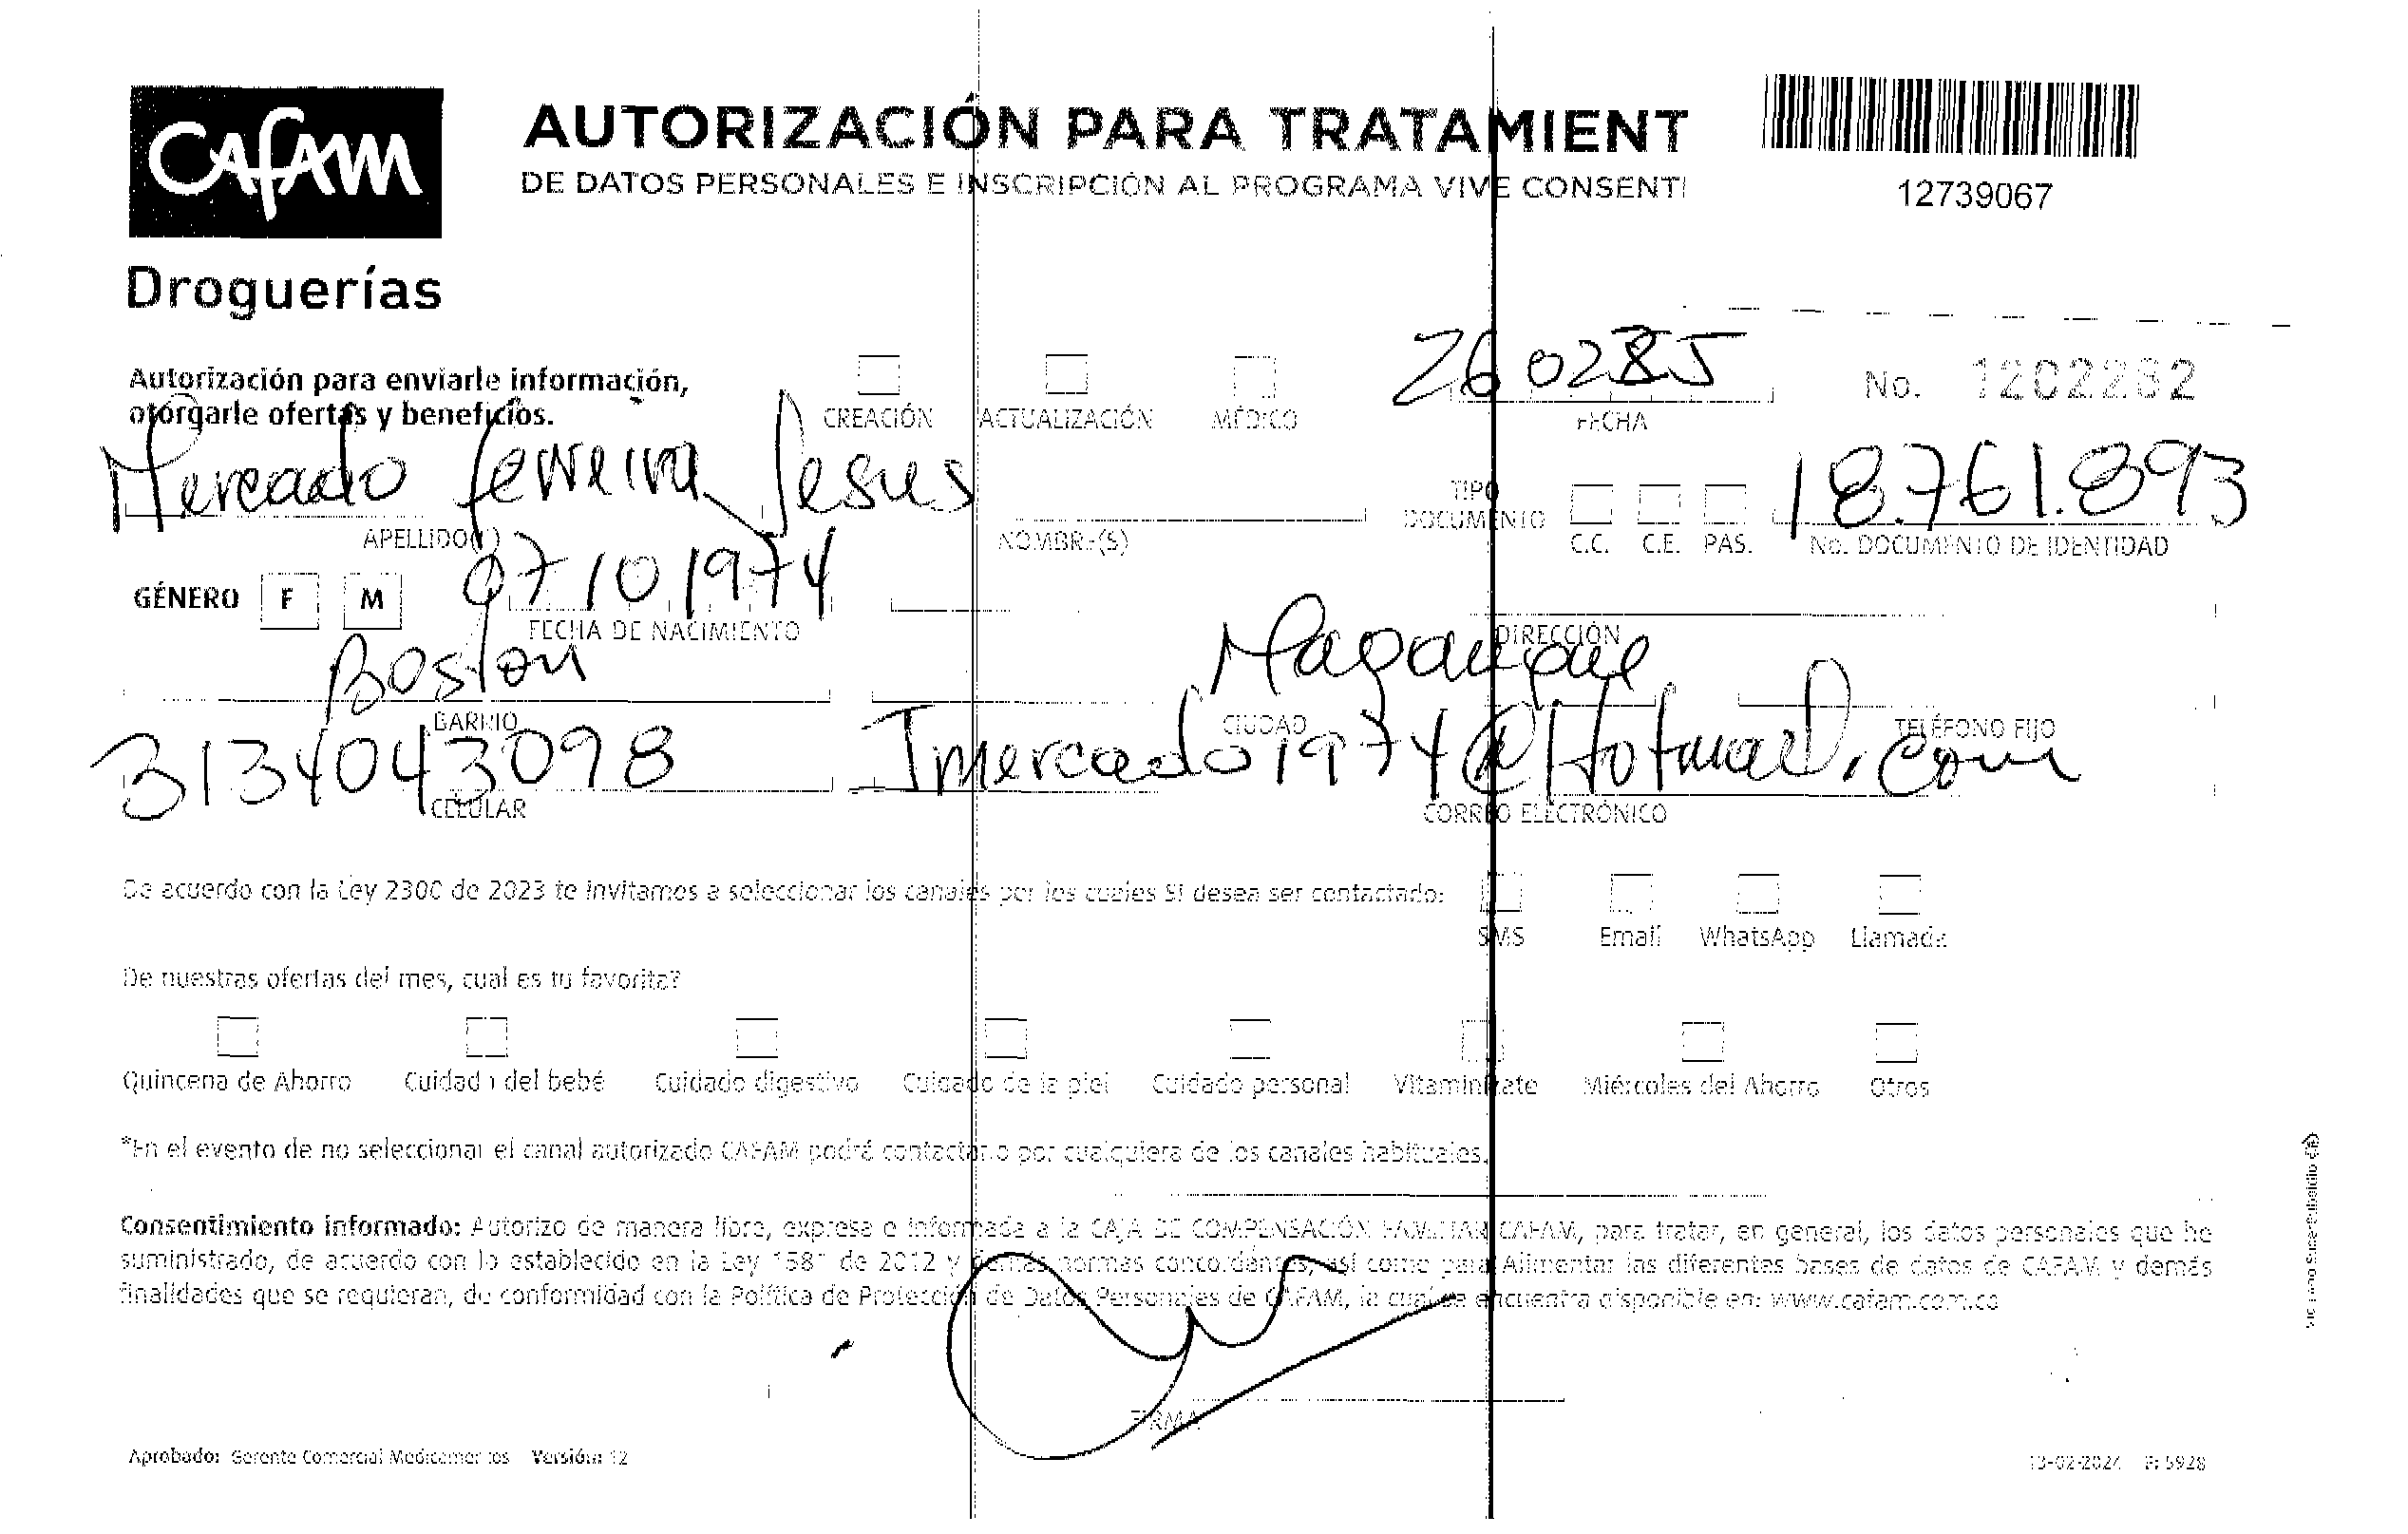 CAFAM
Droguerías
AUTORIZACIÓN PARA TRATAMIENT
DE DATOS PERSONALES E INSCRIPCIÓN AL PROGRAMA VIVE CONSENTI
12739067
Autorización para enviarle información,
otórgarle ofertas y beneficios.
CREACIÓN ACTUALIZACIÓN MÉDICO
FECHA
No. 1202282
Mercado Ferreira Jesus
18.761.893
APELLIDO(S) NOMBRE(S)
TIPO DOCUMENTO C.C. C.E. PAS. No. DOCUMENTO DE IDENTIDAD
GÉNERO F M 07 10 1974
FECHA DE NACIMIENTO DIRECCIÓN
Boston Magangue
BARRIO CIUDAD TELÉFONO FIJO
3134043098 Jmercado1974@Hotmail.com
CELULAR CORREO ELECTRÓNICO
De acuerdo con la Ley 2300 de 2023 te invitamos a seleccionar los canales por los cuales SI desea ser contactado:
SMS Email WhatsApp Llamada
De nuestras ofertas del mes, cual es tu favorita?
Quincena de Ahorro Cuidado del bebé Cuidado digestivo Cuidado de la piel Cuidado personal Vitamínizate Miércoles del Ahorro Otros
*En el evento de no seleccionar el canal autorizado CAFAM podrá contactarlo por cualquiera de los canales habituales.
Consentimiento informado: Autorizo de manera libre, expresa e informada a la CAJA DE COMPENSACIÓN FAMILIAR CAFAM, para tratar, en general, los datos personales que he
suministrado, de acuerdo con lo establecido en la Ley 1581 de 2012 y demás normas concordantes, así como para Alimentar las diferentes bases de datos de CAFAM y demás
finalidades que se requieran, de conformidad con la Política de Protección de Datos Personales de CAFAM, la cual se encuentra disponible en: www.cafam.com.co
FIRMA
Aprobado: Gerente Comercial Medicamentos Versión: 12
13-02-2024 F: 5928